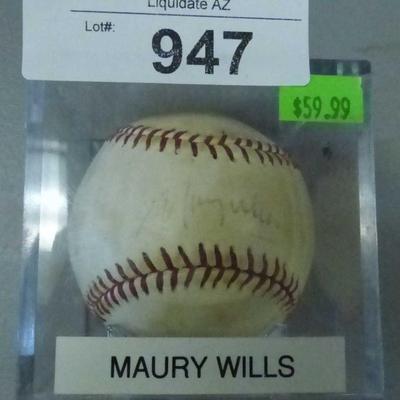 Liquidate AZ
Lot#:
947
$59.99
MAURY WILLS